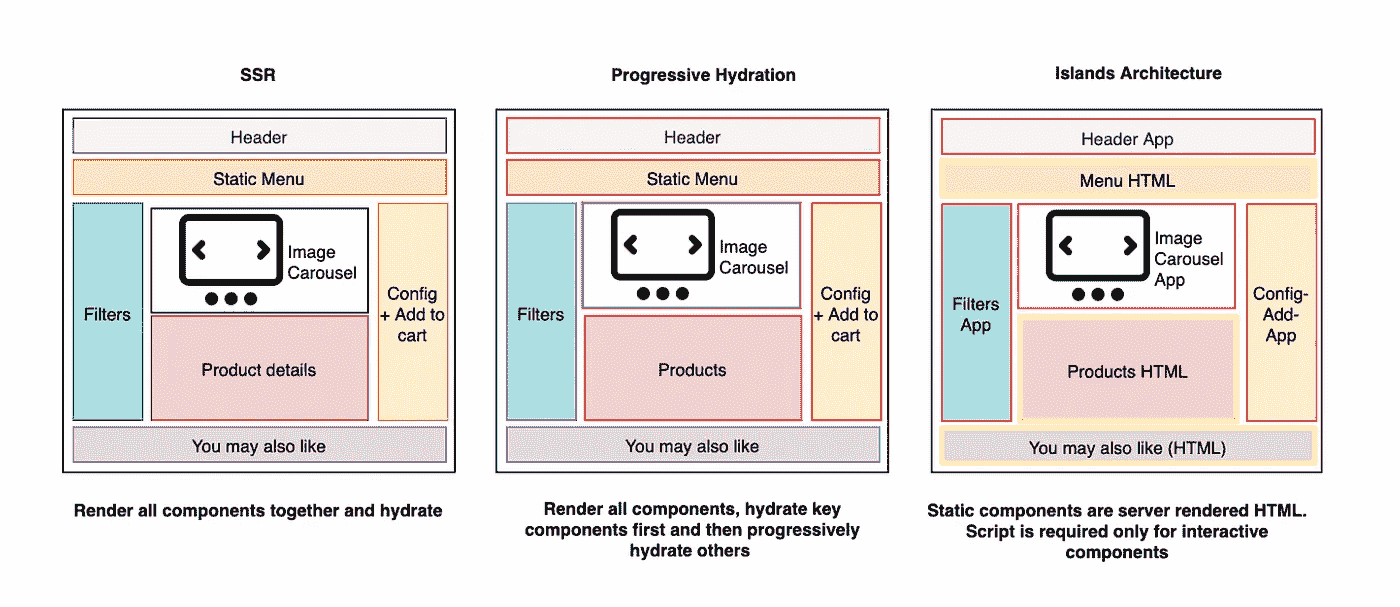 SSR
Header
Static Menu
Filters
Image
Carousel
Config
+ Add to
cart
Product details
You may also like
Render all components together and hydrate
Progressive Hydration
Header
Static Menu
Filters
Image
Carousel
Config
+ Add to
cart
Products
You may also like
Render all components, hydrate key
components first and then progressively
hydrate others
Islands Architecture
Header App
Menu HTML
Filters
App
Image
Carousel
App
Config-
Add-
App
Products HTML
You may also like (HTML)
Static components are server rendered HTML.
Script is required only for interactive
components